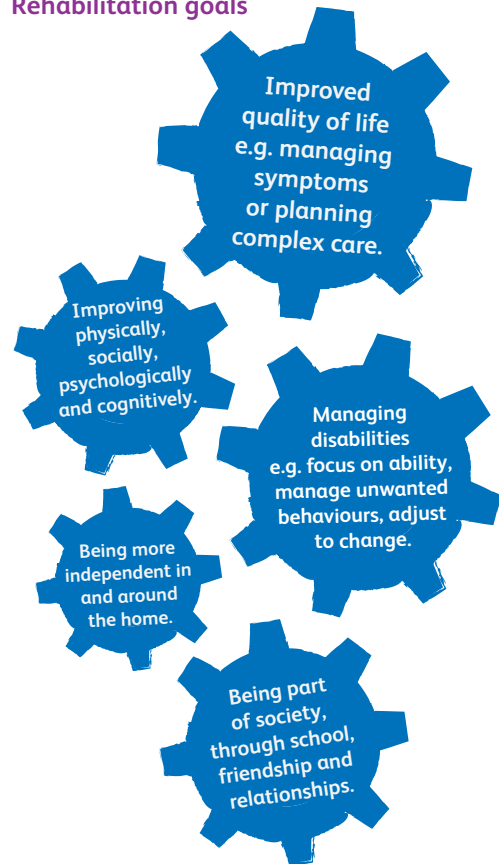 Rehabilitation goals
Improved
quality of life
e.g. managing
symptoms
or planning
complex care.
Improving
physically,
socially,
psychologically
and cognitively.
Managing
disabilities
e.g. focus on ability,
manage unwanted
behaviours, adjust
to change.
Being more
independent in
and around
the home.
Being part
of society,
through school,
friendship and
relationships.